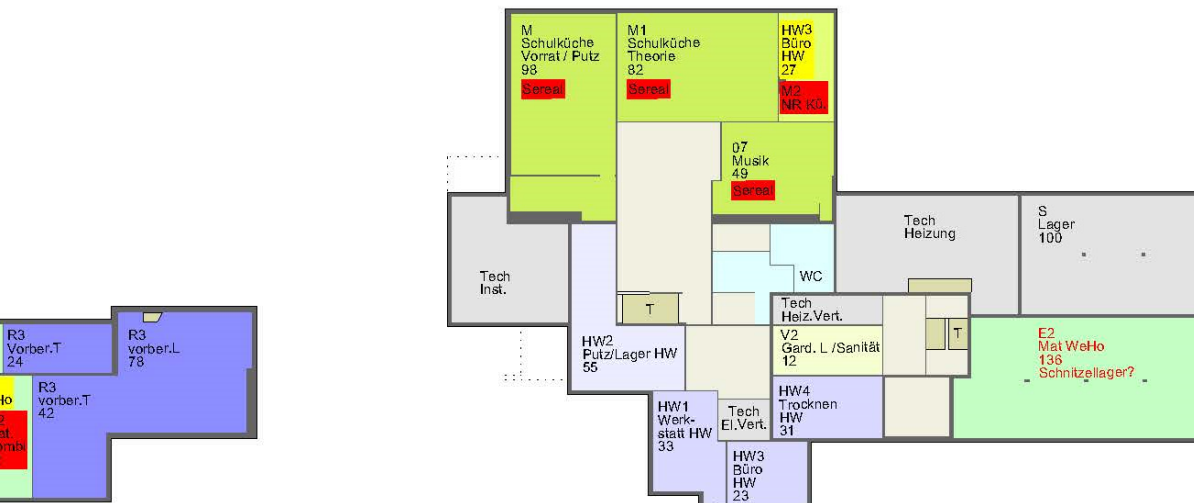 M
Schulküche
Vorrat / Putz
98
Sereal
M1
Schulküche
Theorie
82
Sereal
HW3
Büro
HW
27
M2
NR Kü.
07
Musik
49
Sereal
Tech
Inst.
Tech
Heizung
S
Lager
100
WC
T
Tech
Heiz.Vert.
V2
Gard. L /Sanität
12
T
E2
Mat WeHo
136
Schnitzellager?
HW2
Putz/Lager HW
55
HW4
Trocknen
HW
31
HW1
Werk-
statt HW
33
Tech
El.Vert.
HW3
Büro
HW
23
R3
Vorber.T
24
R3
vorber.L
78
R3
vorber.T
42